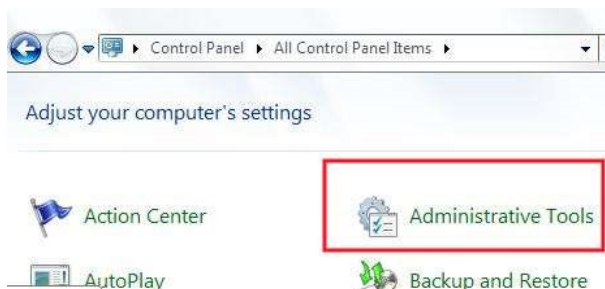 Control Panel All Control Panel Items
Adjust your computer's settings
Action Center Administrative Tools
AutoPlay Backup and Restore